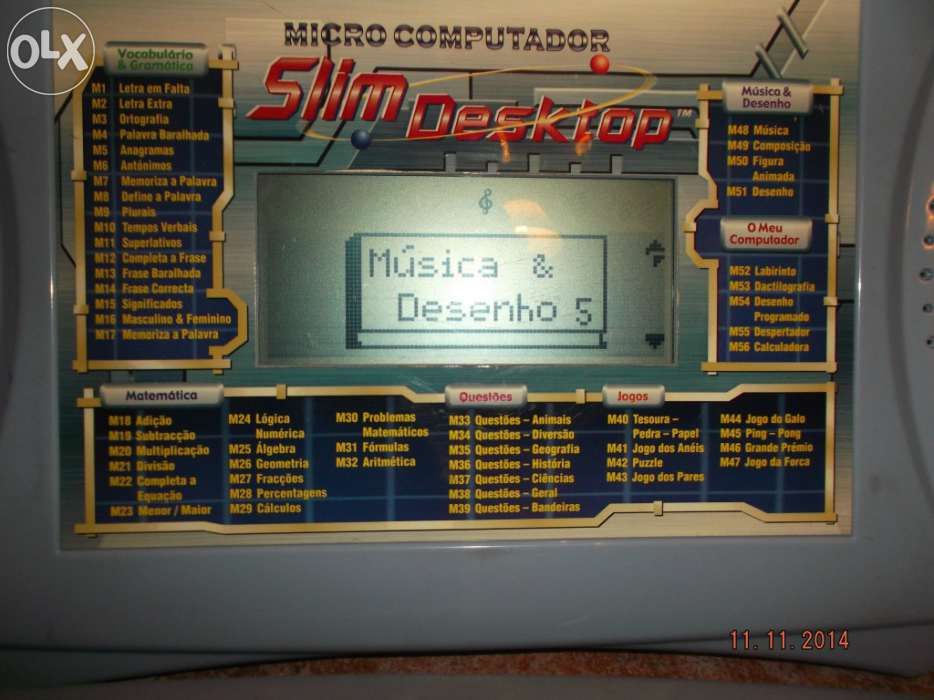 OLX
MICRO COMPUTADOR
Slim Desktop™
Vocabulário
& Gramática
M1 Letra em Falta
M2 Letra Extra
M3 Ortografia
M4 Palavra Baralhada
M5 Anagramas
M6 Antónimos
M7 Memoriza a Palavra
M8 Define a Palavra
M9 Plurais
M10 Tempos Verbais
M11 Superlativos
M12 Completa a Frase
M13 Frase Baralhada
M14 Frase Correcta
M15 Significados
M16 Masculino & Feminino
M17 Memoriza a Palavra
Música &
Desenho 5
Música &
Desenho
M48 Música
M49 Composição
M50 Figura
Animada
M51 Desenho
O Meu
Computador
M52 Labirinto
M53 Dactilografia
M54 Desenho
Programado
M55 Despertador
M56 Calculadora
Matemática
M18 Adição
M19 Subtracção
M20 Multiplicação
M21 Divisão
M22 Completa a
Equação
M23 Menor / Maior
M24 Lógica
Numérica
M25 Álgebra
M26 Geometria
M27 Fracções
M28 Percentagens
M29 Cálculos
M30 Problemas
Matemáticos
M31 Fórmulas
M32 Aritmética
Questões
M33 Questões – Animais
M34 Questões – Diversão
M35 Questões – Geografia
M36 Questões – História
M37 Questões – Ciências
M38 Questões – Geral
M39 Questões – Bandeiras
Jogos
M40 Tesoura –
Pedra – Papel
M41 Jogo dos Anéis
M42 Puzzle
M43 Jogo dos Pares
M44 Jogo do Galo
M45 Ping – Pong
M46 Grande Prémio
M47 Jogo da Forca
11.11.2014